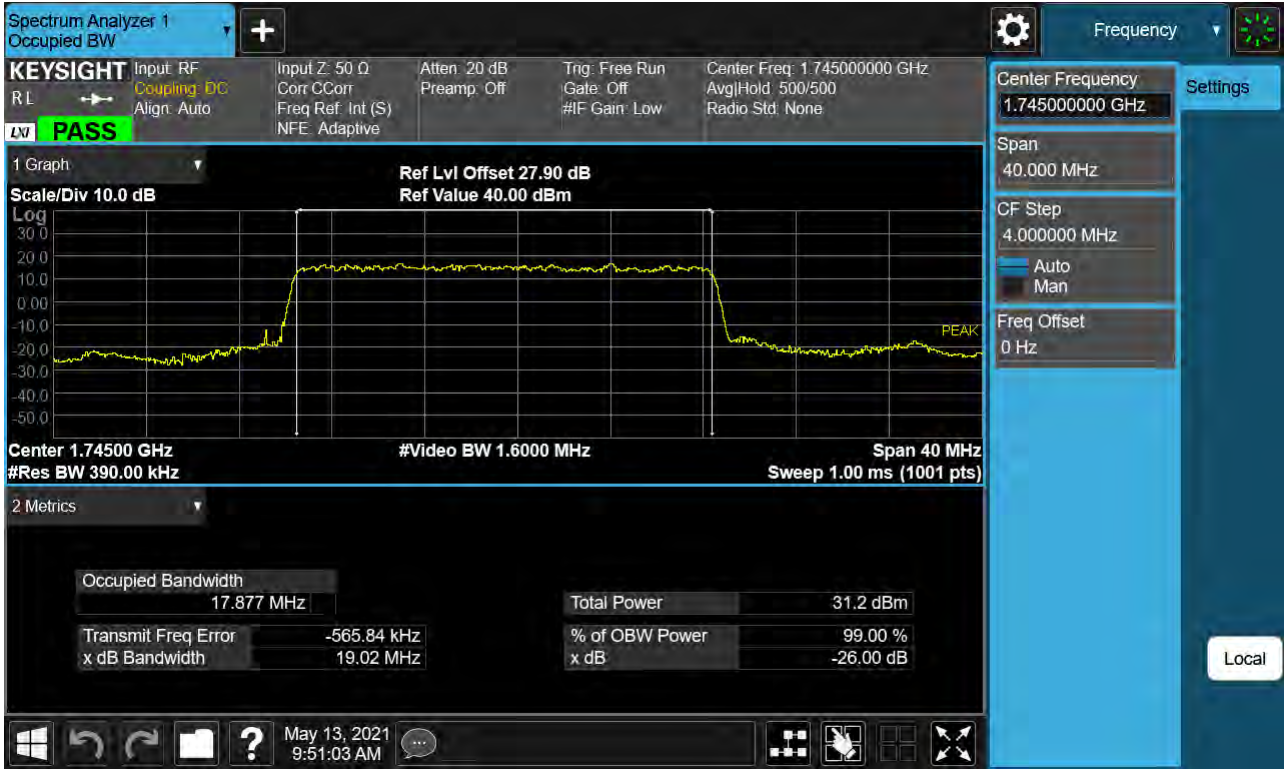 Spectrum Analyzer 1
Occupied BW
Frequency
KEYSIGHT
R L
LXI
PASS
Input: RF
Coupling: DC
Align: Auto
Input Z: 50 Ω
Corr CCorr
Freq Ref: Int (S)
NFE: Adaptive
Atten: 20 dB
Preamp: Off
Trig: Free Run
Gate: Off
#IF Gain: Low
Center Freq: 1.745000000 GHz
Avg|Hold: 500/500
Radio Std: None
Center Frequency
1.745000000 GHz
Settings
Span
40.000 MHz
CF Step
4.000000 MHz
Auto
Man
Freq Offset
0 Hz
Local
1 Graph
Scale/Div 10.0 dB
Ref Lvl Offset 27.90 dB
Ref Value 40.00 dBm
Log
30.0
20.0
10.0
0.00
-10.0
-20.0
-30.0
-40.0
-50.0
PEAK
Center 1.74500 GHz
#Video BW 1.6000 MHz
Span 40 MHz
#Res BW 390.00 kHz
Sweep 1.00 ms (1001 pts)
2 Metrics
Occupied Bandwidth
17.877 MHz
Total Power 31.2 dBm
Transmit Freq Error -565.84 kHz
% of OBW Power 99.00 %
x dB Bandwidth 19.02 MHz
x dB -26.00 dB
?
May 13, 2021
9:51:03 AM